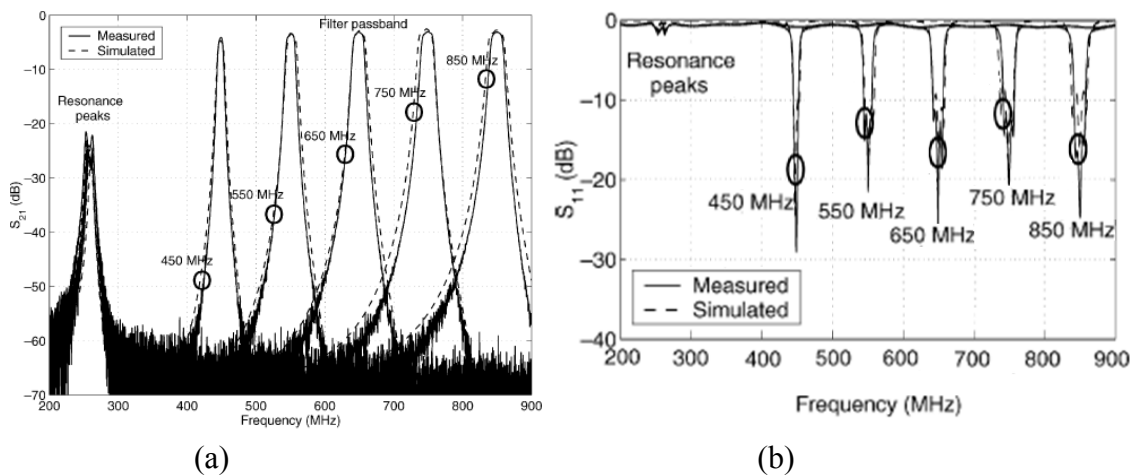 Filter passband
Measured
Simulated
850 MHz
750 MHz
Resonance
peaks
650 MHz
550 MHz
450 MHz
S21 (dB)
0
−10
−20
−30
−40
−50
−60
−70
200 300 400 500 600 700 800 900
Frequency (MHz)
(a)
Resonance
peaks
450 MHz
550 MHz
650 MHz
750 MHz
850 MHz
Measured
Simulated
S11 (dB)
0
−10
−20
−30
−40
200 300 400 500 600 700 800 900
Frequency (MHz)
(b)